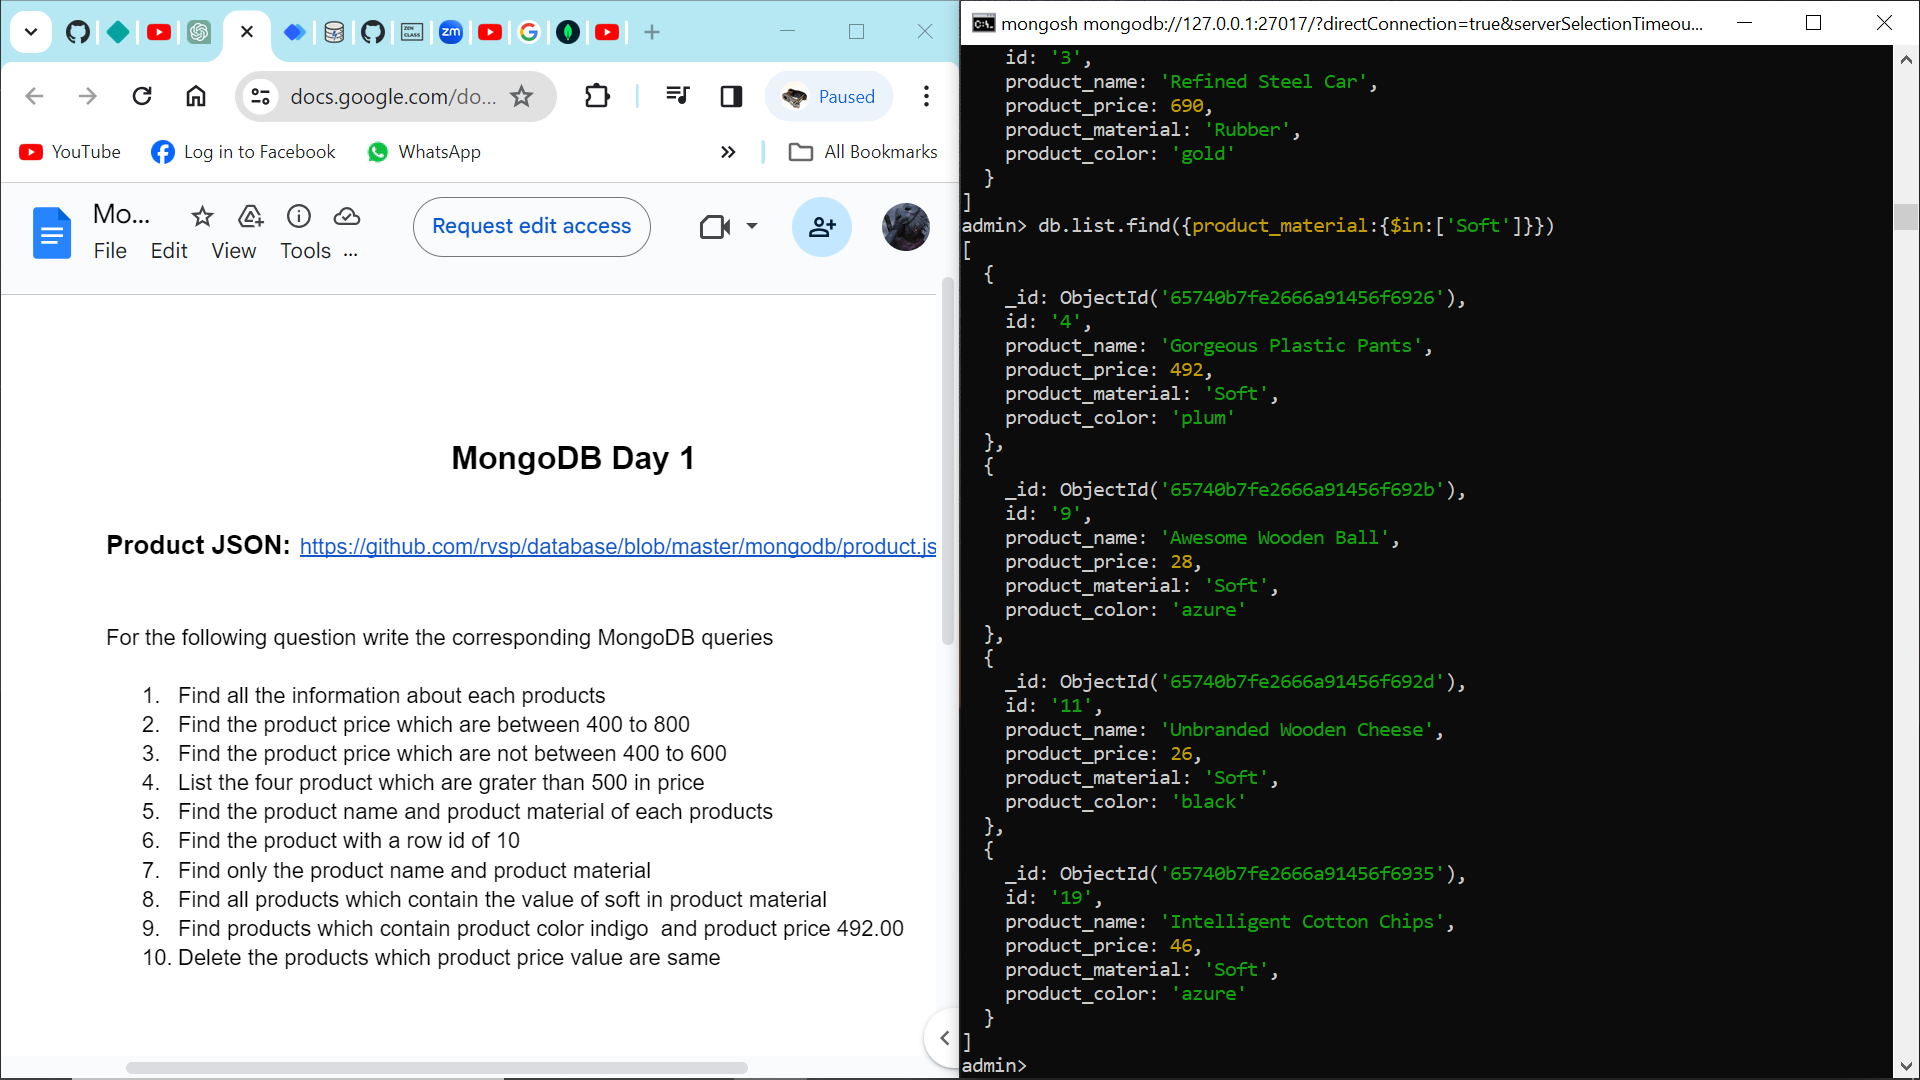 docs.google.com/do...
Paused
YouTube
Log in to Facebook
WhatsApp
All Bookmarks
Mo...
File Edit View Tools ...
Request edit access
MongoDB Day 1
Product JSON: https://github.com/rvsp/database/blob/master/mongodb/product.js
For the following question write the corresponding MongoDB queries
1. Find all the information about each products
2. Find the product price which are between 400 to 800
3. Find the product price which are not between 400 to 600
4. List the four product which are grater than 500 in price
5. Find the product name and product material of each products
6. Find the product with a row id of 10
7. Find only the product name and product material
8. Find all products which contain the value of soft in product material
9. Find products which contain product color indigo  and product price 492.00
10. Delete the products which product price value are same
mongosh mongodb://127.0.0.1:27017/?directConnection=true&serverSelectionTimeou...
id: '3',
product_name: 'Refined Steel Car',
product_price: 690,
product_material: 'Rubber',
product_color: 'gold'
}
]
admin> db.list.find({product_material:{$in:['Soft']}})
[
{
_id: ObjectId('65740b7fe2666a91456f6926'),
id: '4',
product_name: 'Gorgeous Plastic Pants',
product_price: 492,
product_material: 'Soft',
product_color: 'plum'
},
{
_id: ObjectId('65740b7fe2666a91456f692b'),
id: '9',
product_name: 'Awesome Wooden Ball',
product_price: 28,
product_material: 'Soft',
product_color: 'azure'
},
{
_id: ObjectId('65740b7fe2666a91456f692d'),
id: '11',
product_name: 'Unbranded Wooden Cheese',
product_price: 26,
product_material: 'Soft',
product_color: 'black'
},
{
_id: ObjectId('65740b7fe2666a91456f6935'),
id: '19',
product_name: 'Intelligent Cotton Chips',
product_price: 46,
product_material: 'Soft',
product_color: 'azure'
}
]
admin>